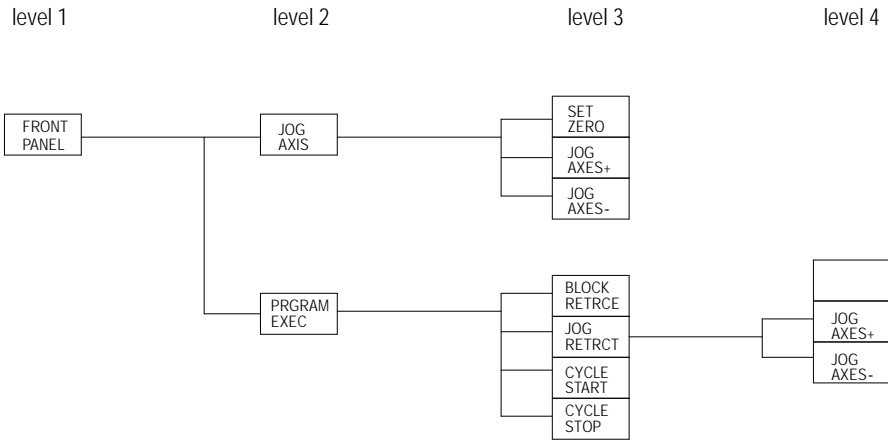 level 1
level 2
level 3
level 4
FRONT
PANEL
JOG
AXIS
SET
ZERO
JOG
AXES+
JOG
AXES-
PRGRAM
EXEC
BLOCK
RETRCE
JOG
RETRCT
CYCLE
START
CYCLE
STOP
JOG
AXES+
JOG
AXES-